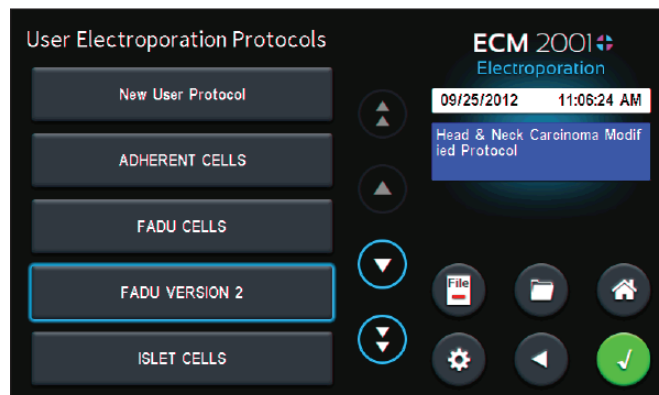 User Electroporation Protocols
New User Protocol
ADHERENT CELLS
FADU CELLS
FADU VERSION 2
ISLET CELLS
ECM 2001
Electroporation
09/25/2012 11:06:24 AM
Head & Neck Carcinoma Modif
ied Protocol
File